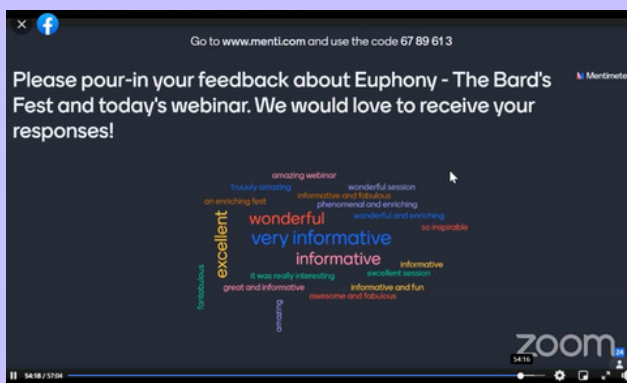 Go to www.menti.com and use the code 67 89 61 3
Please pour-in your feedback about Euphony - The Bard's
Fest and today's webinar. We would love to receive your
responses!
Mentimeter
amazing webinar
truuuly amazing
wonderful session
informative and fabulous
an enriching fest
phenomenal and enriching
wonderful
wonderful and enriching
so inspirable
excellent
very informative
informative
informative
it was really interesting
excellent session
fantabulous
great and informative
informative and fun
awesome and fabulous
amazing
zoom
54:16
24
54:18 / 57:04